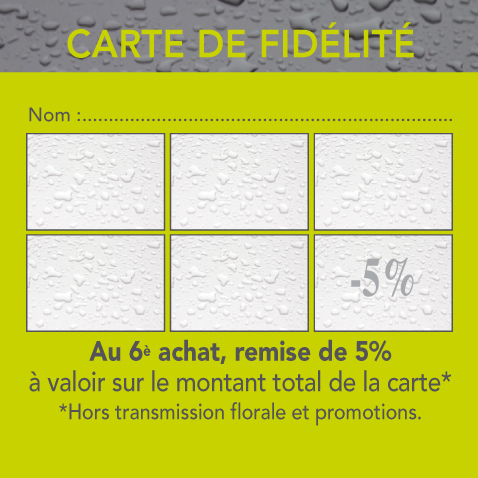 CARTE DE FIDÉLITÉ
Nom :..............................................................
-5%
Au 6è achat, remise de 5%
à valoir sur le montant total de la carte*
*Hors transmission florale et promotions.